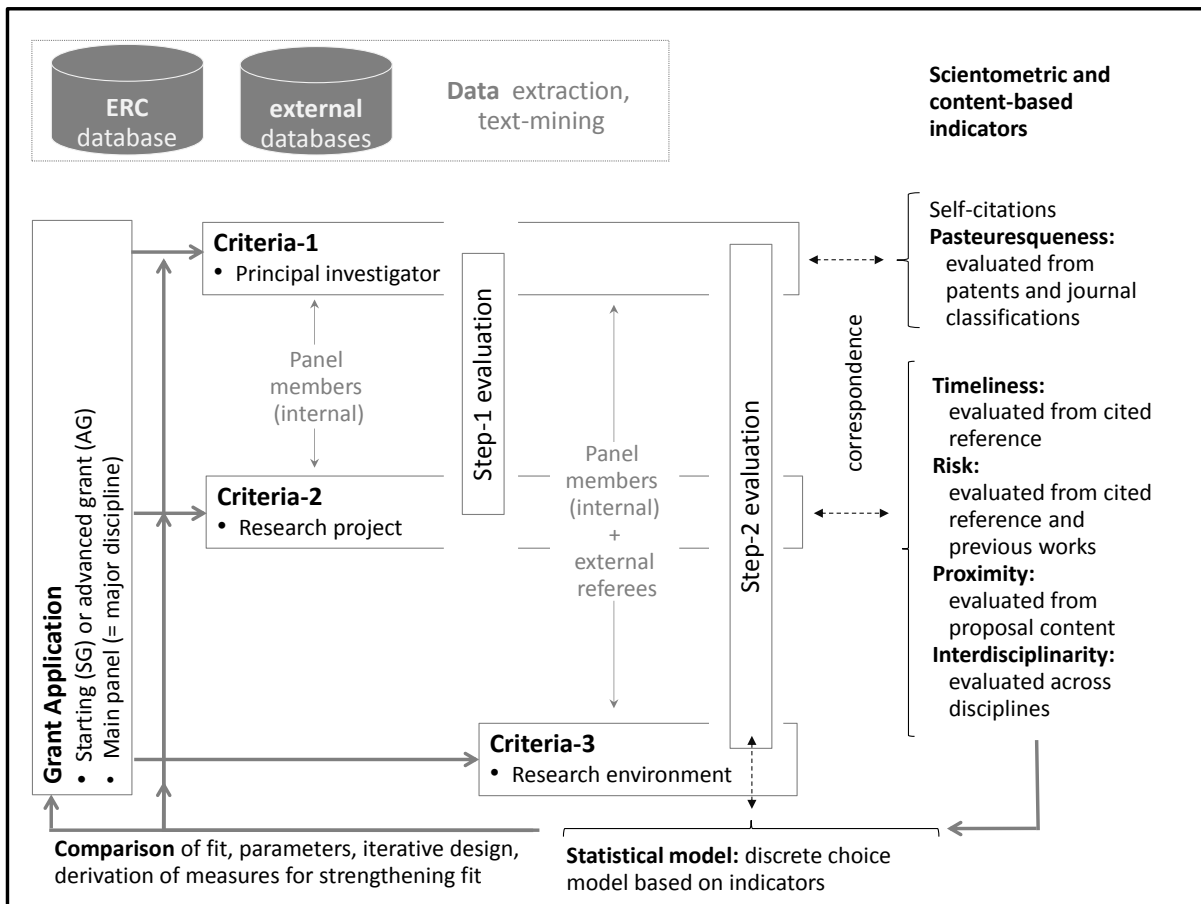 ERC
database
external
databases
Data extraction,
text-mining
Scientometric and
content-based
indicators
Grant Application
• Starting (SG) or advanced grant (AG)
• Main panel (= major discipline)
Criteria-1
• Principal investigator
Panel
members
(internal)
Criteria-2
• Research project
Step-1 evaluation
Panel
members
(internal)
+
external
referees
Step-2 evaluation
Criteria-3
• Research environment
correspondence
Self-citations
Pasteuresqueness:
evaluated from
patents and journal
classifications
Timeliness:
evaluated from cited
reference
Risk:
evaluated from cited
reference and
previous works
Proximity:
evaluated from
proposal content
Interdisciplinarity:
evaluated across
disciplines
Comparison of fit, parameters, iterative design,
derivation of measures for strengthening fit
Statistical model: discrete choice
model based on indicators